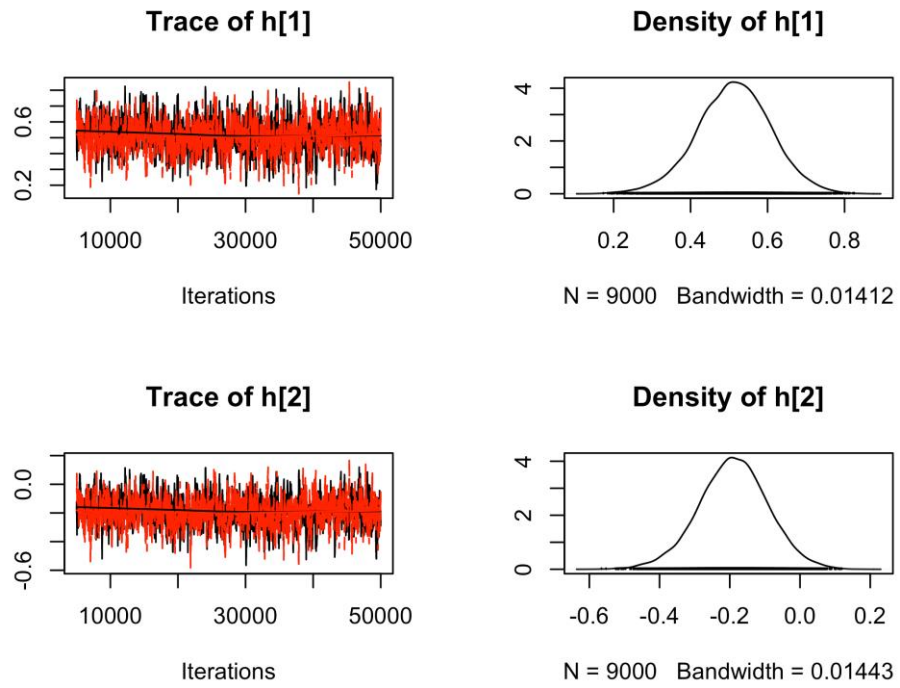 Trace of h[1]
0.6
0.2
10000 30000 50000
Iterations
Density of h[1]
4
2
0
0.2 0.4 0.6 0.8
N = 9000 Bandwidth = 0.01412
Trace of h[2]
0.0
-0.6
10000 30000 50000
Iterations
Density of h[2]
4
2
0
-0.6 -0.4 -0.2 0.0 0.2
N = 9000 Bandwidth = 0.01443